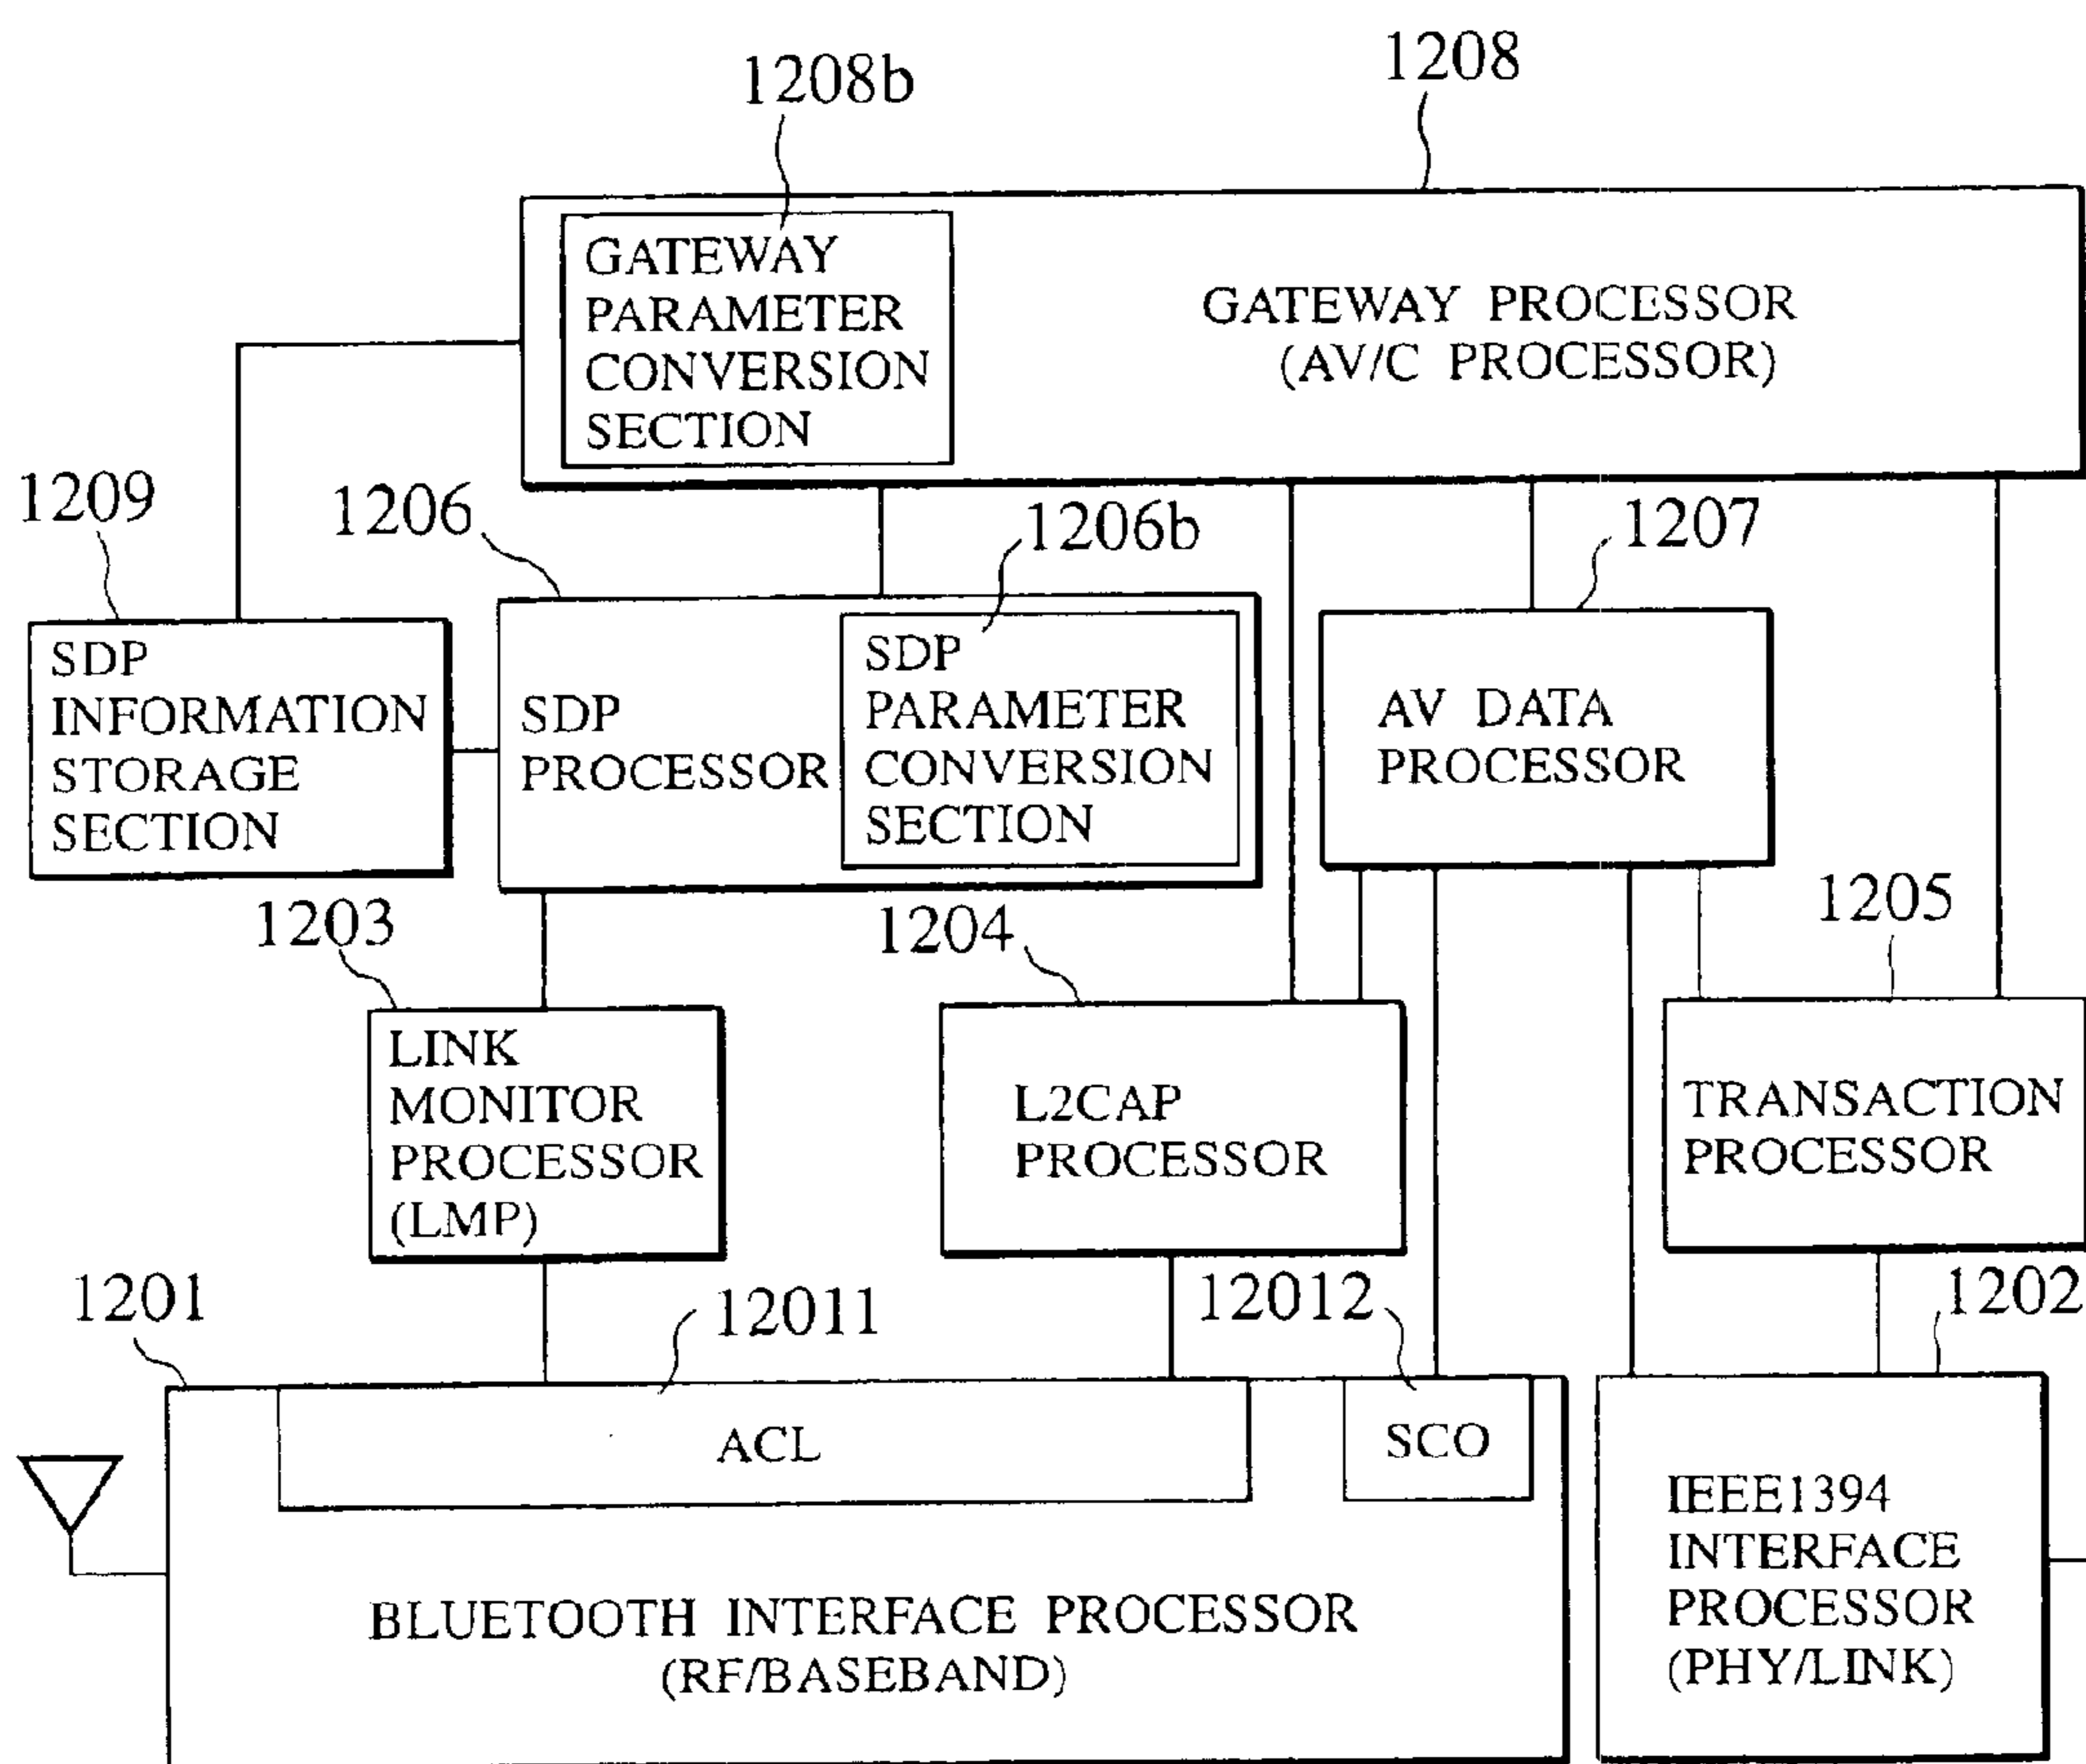 1208b
1208
GATEWAY
PARAMETER
CONVERSION
SECTION
GATEWAY PROCESSOR
(AV/C PROCESSOR)
1209
1206
1206b
1207
SDP
INFORMATION
STORAGE
SECTION
SDP
PROCESSOR
SDP
PARAMETER
CONVERSION
SECTION
AV DATA
PROCESSOR
1203
1204
1205
LINK
MONITOR
PROCESSOR
(LMP)
L2CAP
PROCESSOR
TRANSACTION
PROCESSOR
1201
12011
12012
1202
ACL
SCO
BLUETOOTH INTERFACE PROCESSOR
(RF/BASEBAND)
IEEE1394
INTERFACE
PROCESSOR
(PHY/LINK)